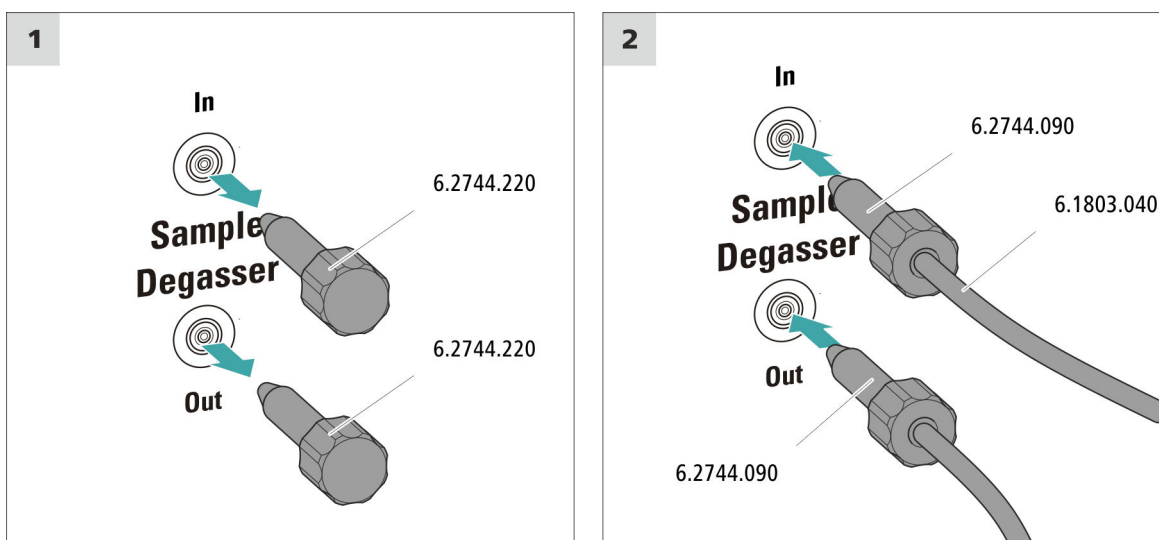 1
In
6.2744.220
Sample
Degasser
6.2744.220
Out
2
In
6.2744.090
6.1803.040
Sample
Degasser
Out
6.2744.090